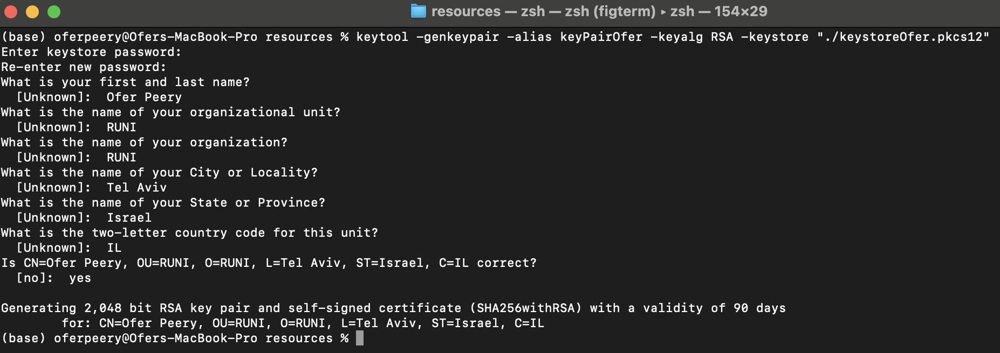 resources — zsh — zsh (figterm) ▸ zsh — 154×29
(base) oferpeery@Ofers-MacBook-Pro resources % keytool -genkeypair -alias keyPairOfer -keyalg RSA -keystore "./keystoreOfer.pkcs12"
Enter keystore password:
Re-enter new password:
What is your first and last name?
  [Unknown]:  Ofer Peery
What is the name of your organizational unit?
  [Unknown]:  RUNI
What is the name of your organization?
  [Unknown]:  RUNI
What is the name of your City or Locality?
  [Unknown]:  Tel Aviv
What is the name of your State or Province?
  [Unknown]:  Israel
What is the two-letter country code for this unit?
  [Unknown]:  IL
Is CN=Ofer Peery, OU=RUNI, O=RUNI, L=Tel Aviv, ST=Israel, C=IL correct?
  [no]:  yes

Generating 2,048 bit RSA key pair and self-signed certificate (SHA256withRSA) with a validity of 90 days
        for: CN=Ofer Peery, OU=RUNI, O=RUNI, L=Tel Aviv, ST=Israel, C=IL
(base) oferpeery@Ofers-MacBook-Pro resources %